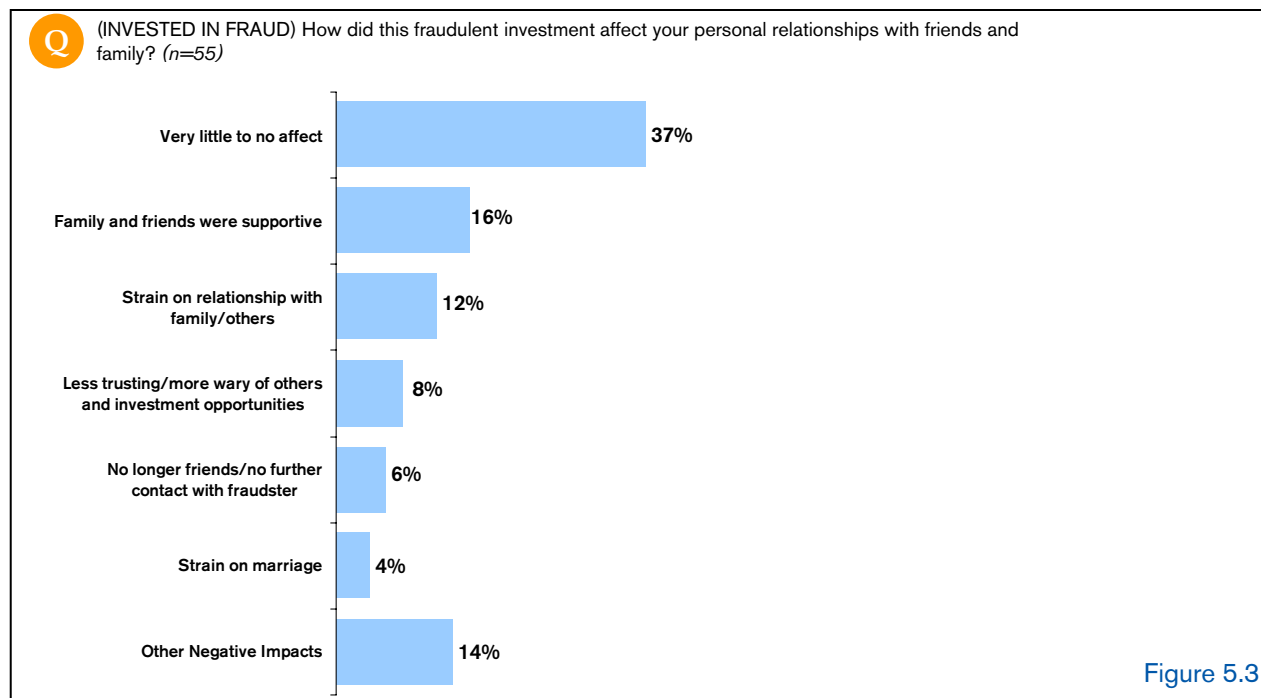 Q
(INVESTED IN FRAUD) How did this fraudulent investment affect your personal relationships with friends and
family? (n=55)
Very little to no affect
37%
Family and friends were supportive
16%
Strain on relationship with
family/others
12%
Less trusting/more wary of others
and investment opportunities
8%
No longer friends/no further
contact with fraudster
6%
Strain on marriage
4%
Other Negative Impacts
14%
Figure 5.3